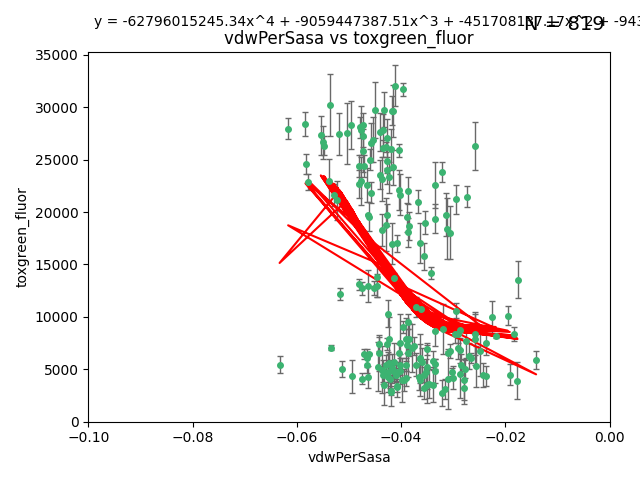 y = -62796015245.34x^4 + -9059447387.51x^3 + -943
N = 819
vdwPerSasa vs toxgreen_fluor
35000
30000
25000
20000
15000
10000
5000
0
toxgreen_fluor
−0.10
−0.08
−0.06
−0.04
−0.02
0.00
vdwPerSasa